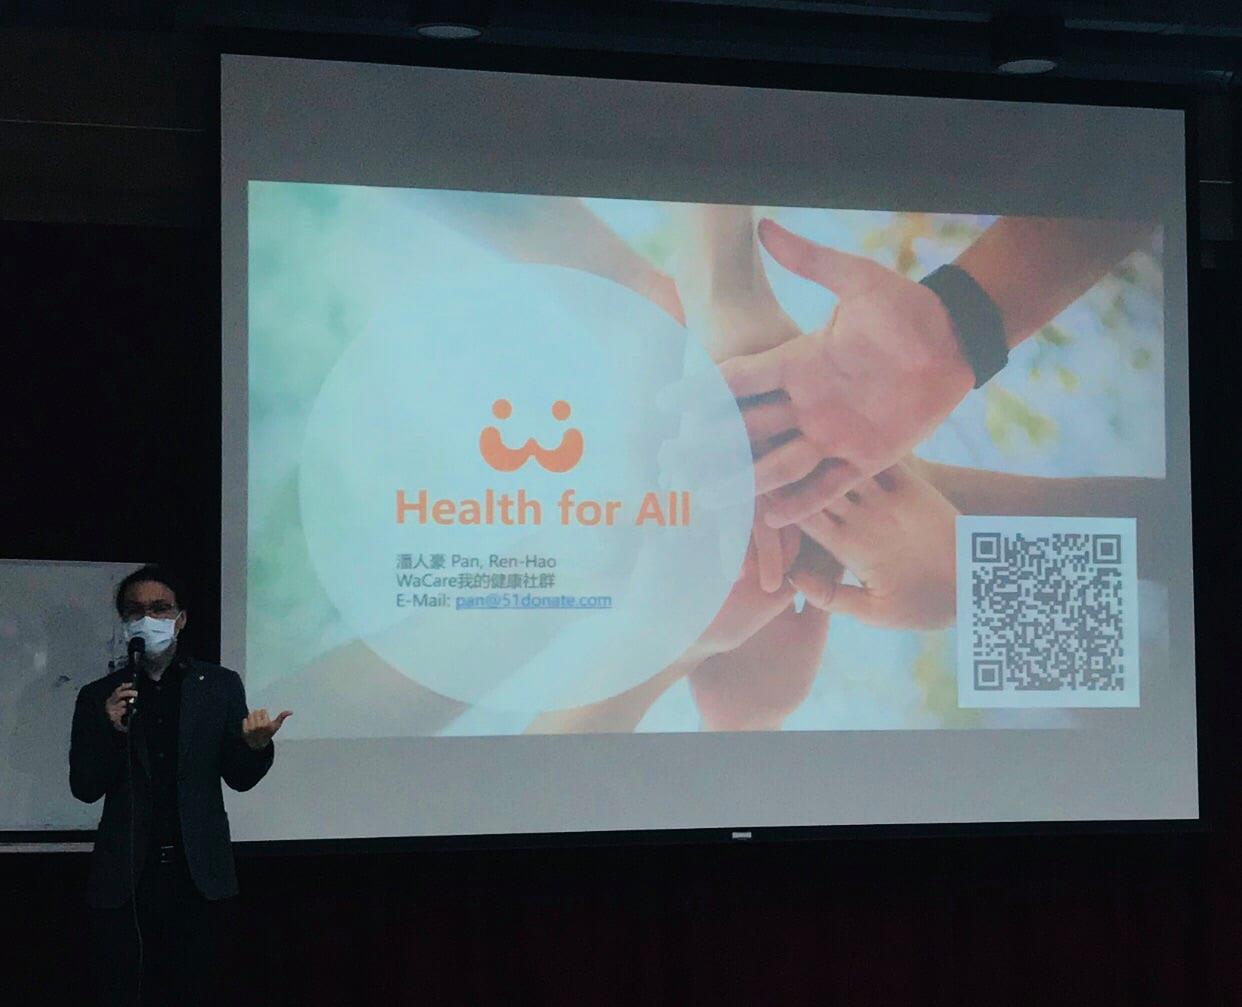 Health for All
潘人豪 Pan, Ren-Hao
WaCare我的健康社群
E-Mail: pan@51donate.com